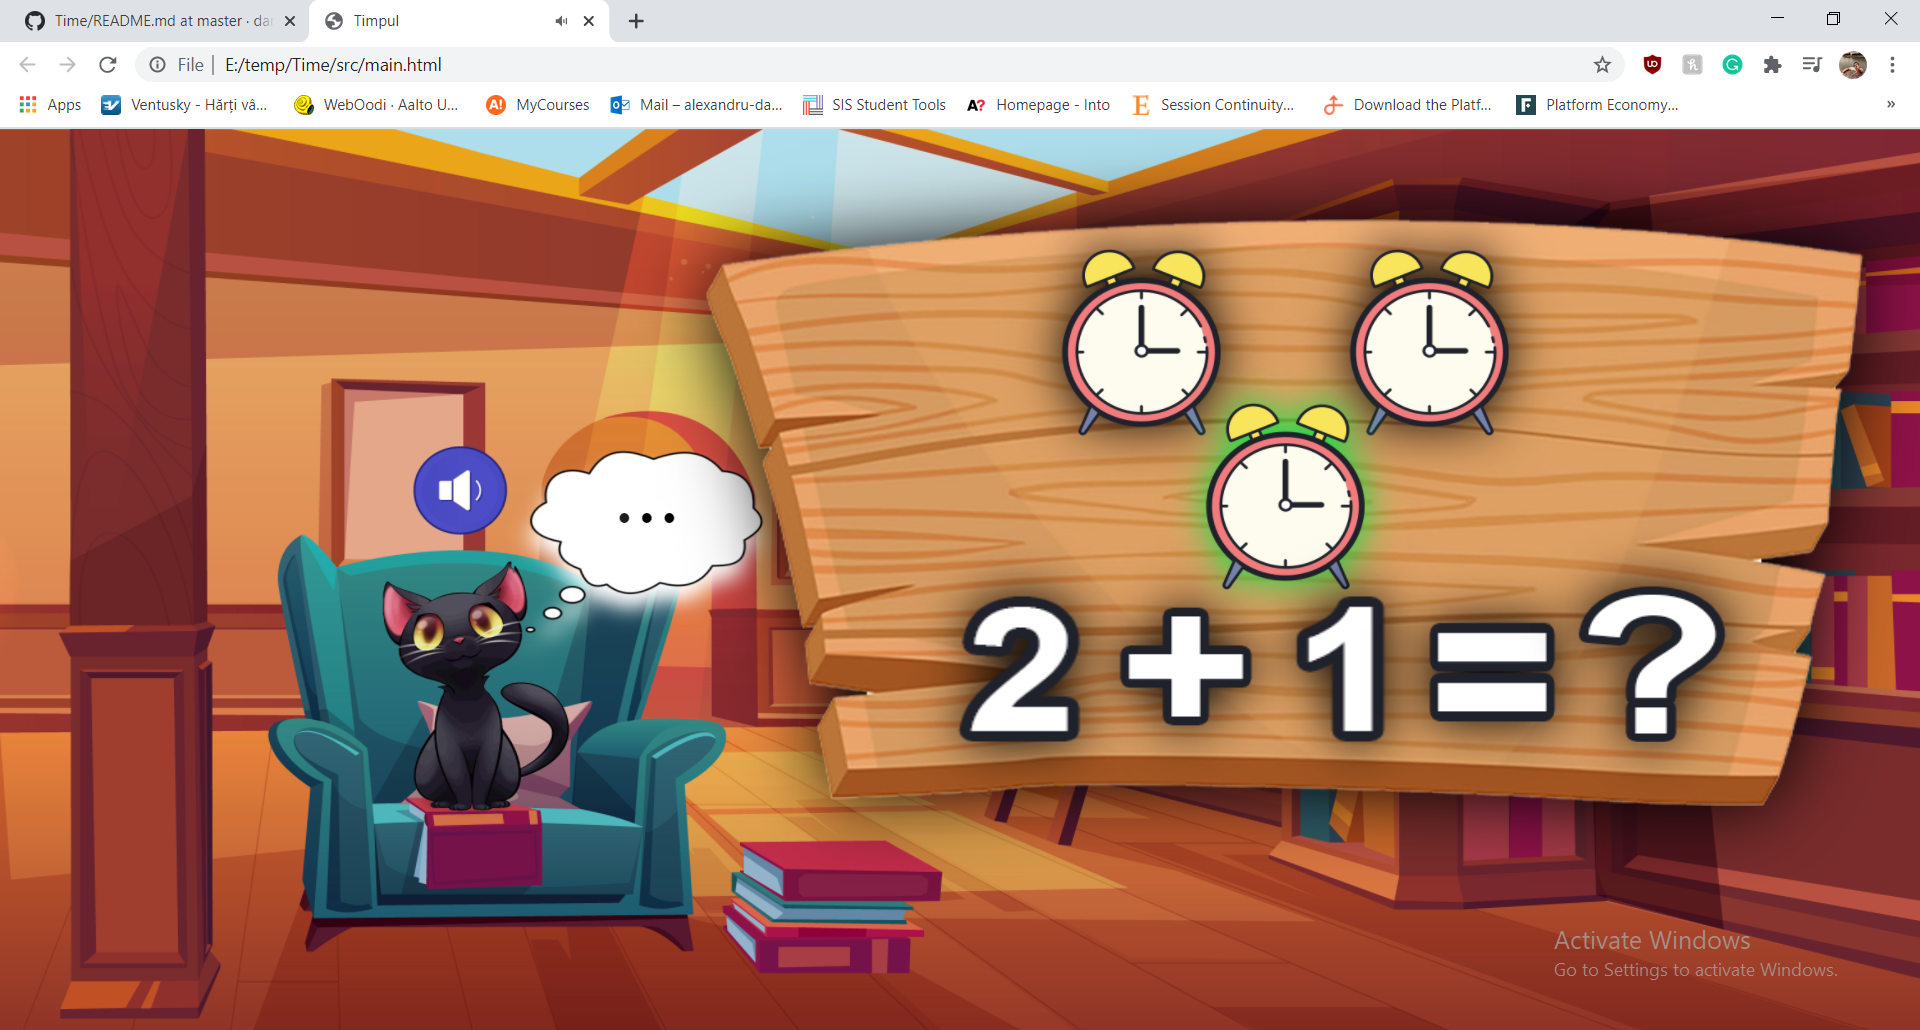 Time/README.md at master · da
Timpul
File
E:/temp/Time/src/main.html
Apps
Ventusky - Hărți vâ...
WebOodi · Aalto U...
MyCourses
Mail – alexandru-da...
SIS Student Tools
A?
Homepage - Into
E
Session Continuity...
Download the Platf...
F
Platform Economy...
»
...
2+1=?
Activate Windows
Go to Settings to activate Windows.